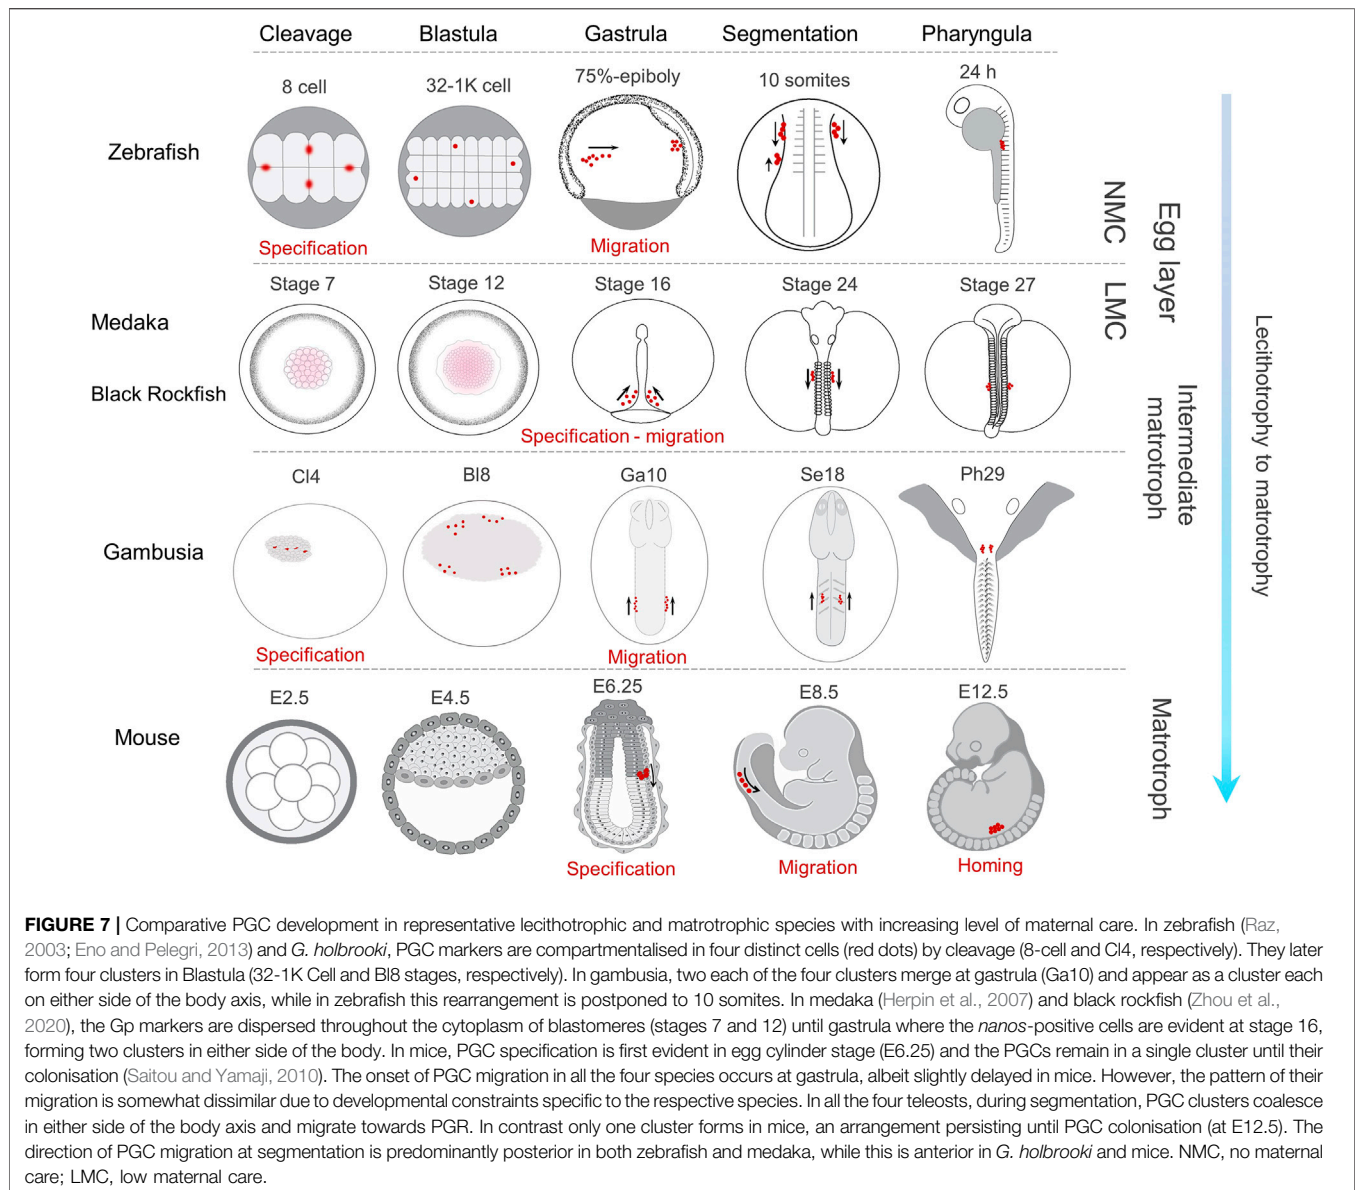 Cleavage Blastula Gastrula Segmentation Pharyngula
8 cell 32-1K cell 75%-epiboly 10 somites 24 h
Zebrafish
Specification Migration
NMC
Egg layer
Stage 7 Stage 12 Stage 16 Stage 24 Stage 27
LMC
Medaka
Black Rockfish
Specification - migration
Intermediate
matrotroph
Lecithotrophy to matrotrophy
Cl4 Bl8 Ga10 Se18 Ph29
Gambusia
Specification Migration
E2.5 E4.5 E6.25 E8.5 E12.5
Mouse
Matrotroph
Specification Migration Homing
FIGURE 7 | Comparative PGC development in representative lecithotrophic and matrotrophic species with increasing level of maternal care. In zebrafish (Raz,
2003; Eno and Pelegri, 2013) and G. holbrooki, PGC markers are compartmentalised in four distinct cells (red dots) by cleavage (8-cell and Cl4, respectively). They later
form four clusters in Blastula (32-1K Cell and Bl8 stages, respectively). In gambusia, two each of the four clusters merge at gastrula (Ga10) and appear as a cluster each
on either side of the body axis, while in zebrafish this rearrangement is postponed to 10 somites. In medaka (Herpin et al., 2007) and black rockfish (Zhou et al.,
2020), the Gp markers are dispersed throughout the cytoplasm of blastomeres (stages 7 and 12) until gastrula where the nanos-positive cells are evident at stage 16,
forming two clusters in either side of the body. In mice, PGC specification is first evident in egg cylinder stage (E6.25) and the PGCs remain in a single cluster until their
colonisation (Saitou and Yamaji, 2010). The onset of PGC migration in all the four species occurs at gastrula, albeit slightly delayed in mice. However, the pattern of their
migration is somewhat dissimilar due to developmental constraints specific to the respective species. In all the four teleosts, during segmentation, PGC clusters coalesce
in either side of the body axis and migrate towards PGR. In contrast only one cluster forms in mice, an arrangement persisting until PGC colonisation (at E12.5). The
direction of PGC migration at segmentation is predominantly posterior in both zebrafish and medaka, while this is anterior in G. holbrooki and mice. NMC, no maternal
care; LMC, low maternal care.